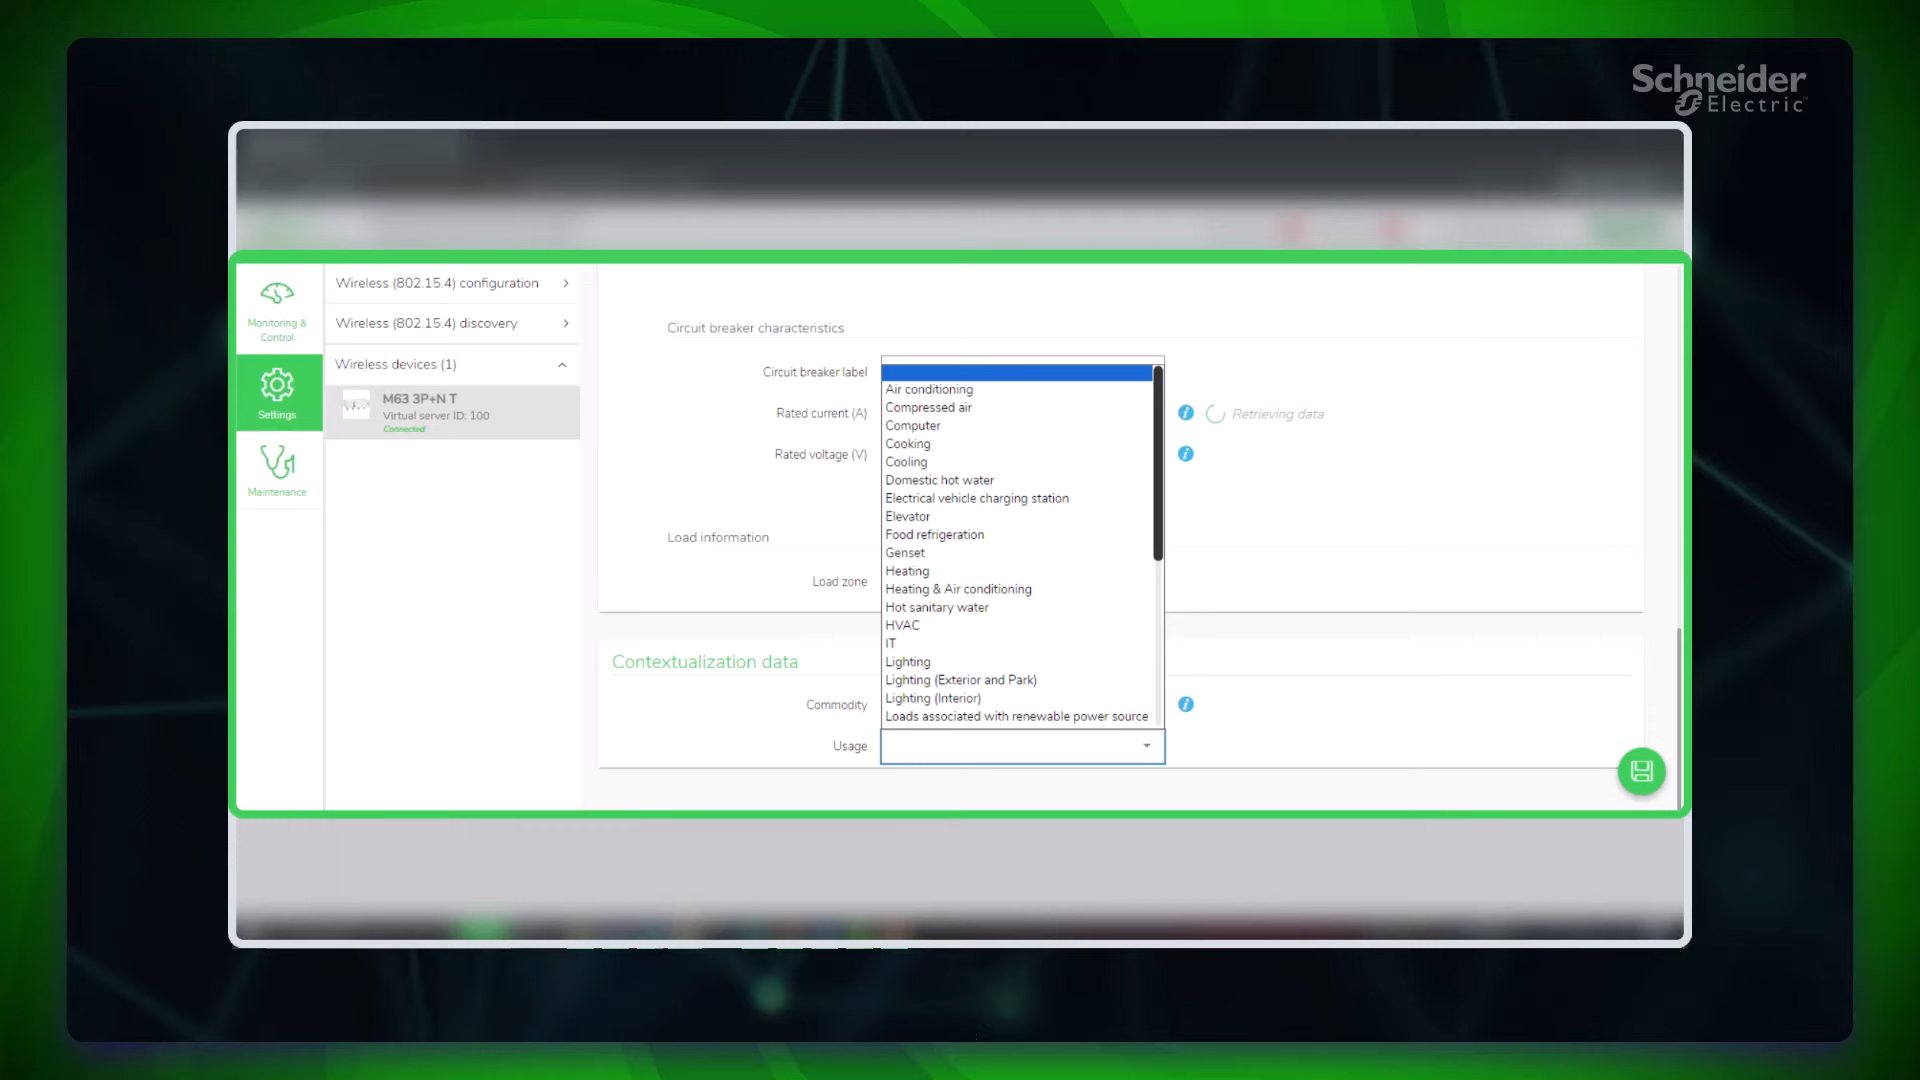 Schneider
Electric
Monitoring &
Control
Settings
Maintenance
Wireless (802.15.4) configuration
Wireless (802.15.4) discovery
Wireless devices (1)
M63 3P+N T
Virtual server ID: 100
Connected
Circuit breaker characteristics
Circuit breaker label
Rated current (A)
Retrieving data
Rated voltage (V)
Load information
Load zone
Contextualization data
Commodity
Usage
Air conditioning
Compressed air
Computer
Cooking
Cooling
Domestic hot water
Electrical vehicle charging station
Elevator
Food refrigeration
Genset
Heating
Heating & Air conditioning
Hot sanitary water
HVAC
IT
Lighting
Lighting (Exterior and Park)
Lighting (Interior)
Loads associated with renewable power source